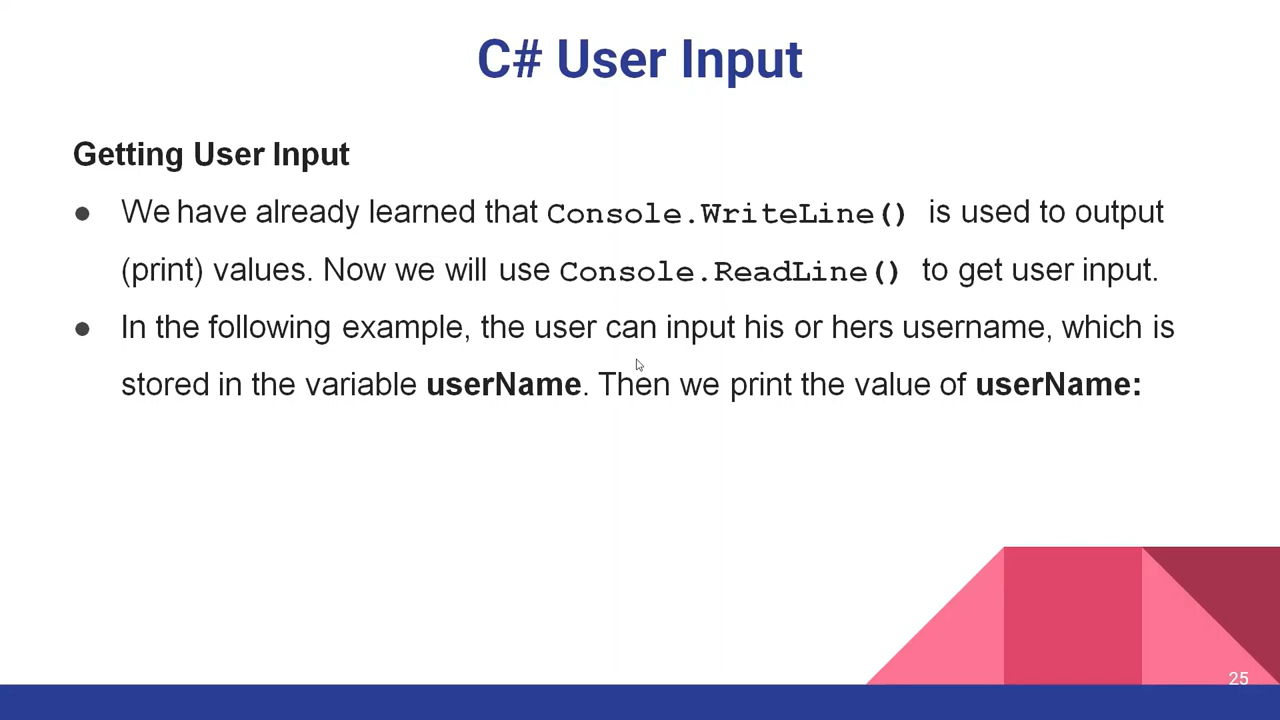 C# User Input
Getting User Input
● We have already learned that Console.WriteLine() is used to output
(print) values. Now we will use Console.ReadLine() to get user input.
● In the following example, the user can input his or hers username, which is
stored in the variable userName. Then we print the value of userName:
25